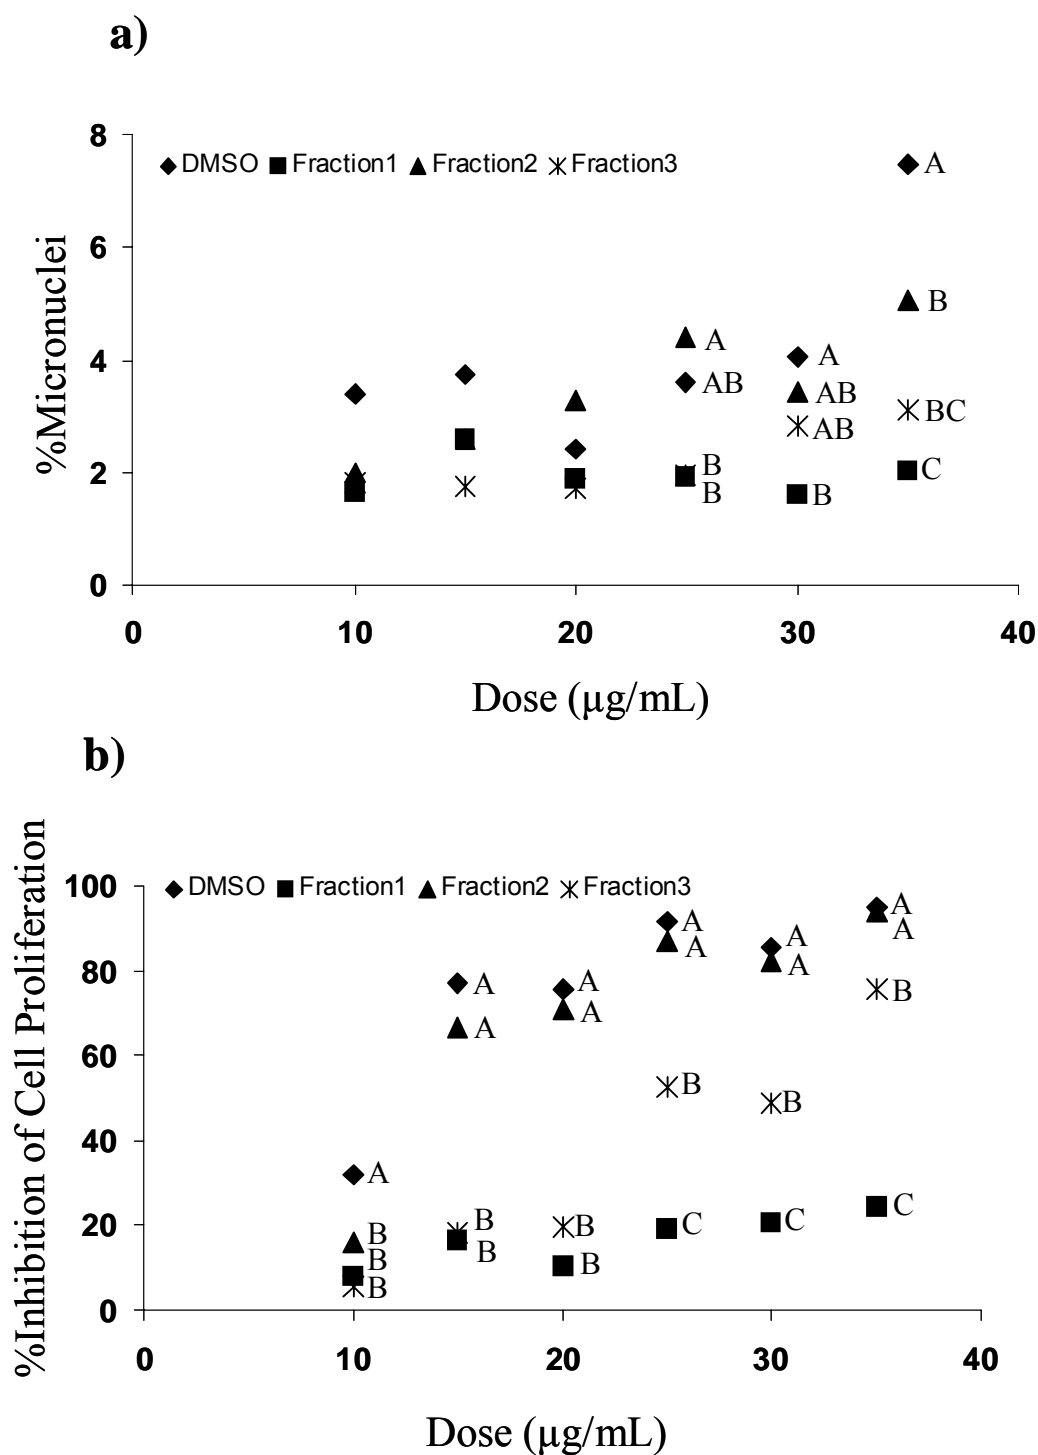 a)
8
DMSO Fraction1 Fraction2 Fraction3
A
6
B
A
A
4
AB
AB
BC
AB
%Micronuclei
B
2
C
B
B
0
0 10 20 30 40
Dose (µg/mL)
b)
100
DMSO Fraction1 Fraction2 Fraction3
A
A
A
A
A
80
A
A
A
B
A
A
60
B
B
40
A
B
B
B
C
C
C
20
B
B
B
B
B
0
%Inhibition of Cell Proliferation
0 10 20 30 40
Dose (µg/mL)